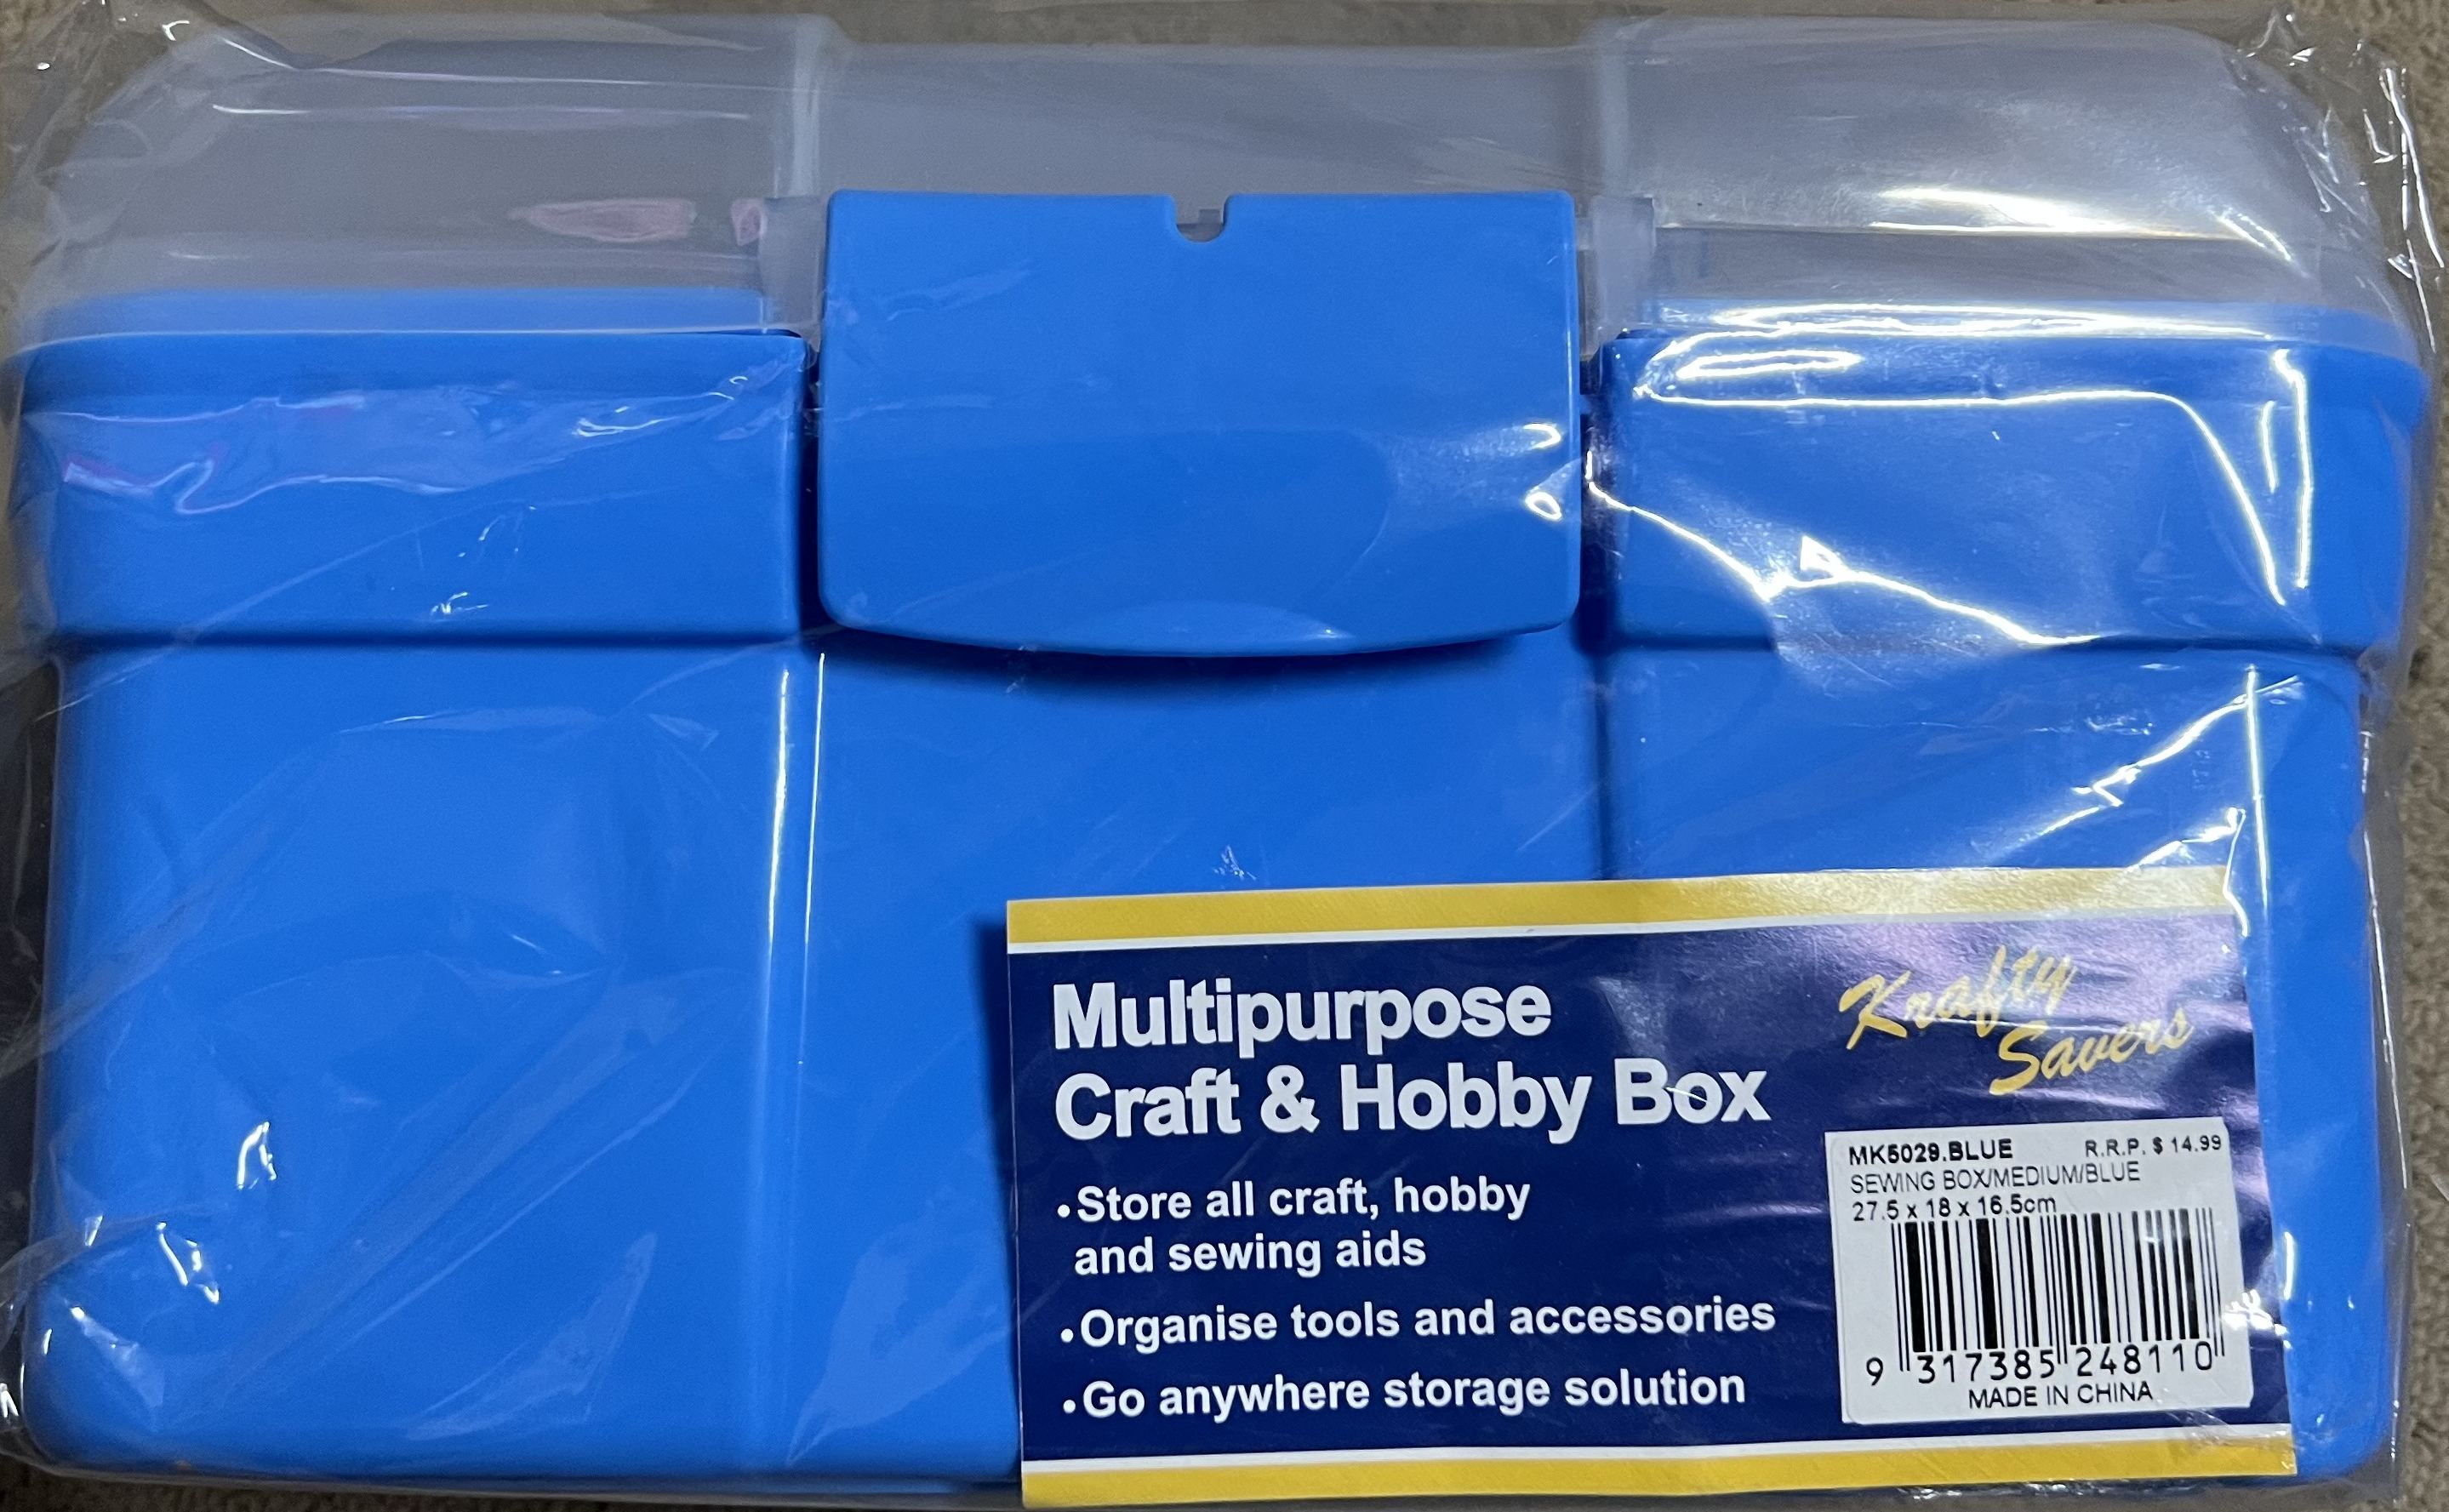 Multipurpose
Craft & Hobby Box
Krafty
Savers
•Store all craft, hobby
and sewing aids
•Organise tools and accessories
•Go anywhere storage solution
MK5029.BLUE R.R.P. $ 14.99
SEWING BOX/MEDIUM/BLUE
27.5 x 18 x 16.5cm
9 317385 248110
MADE IN CHINA